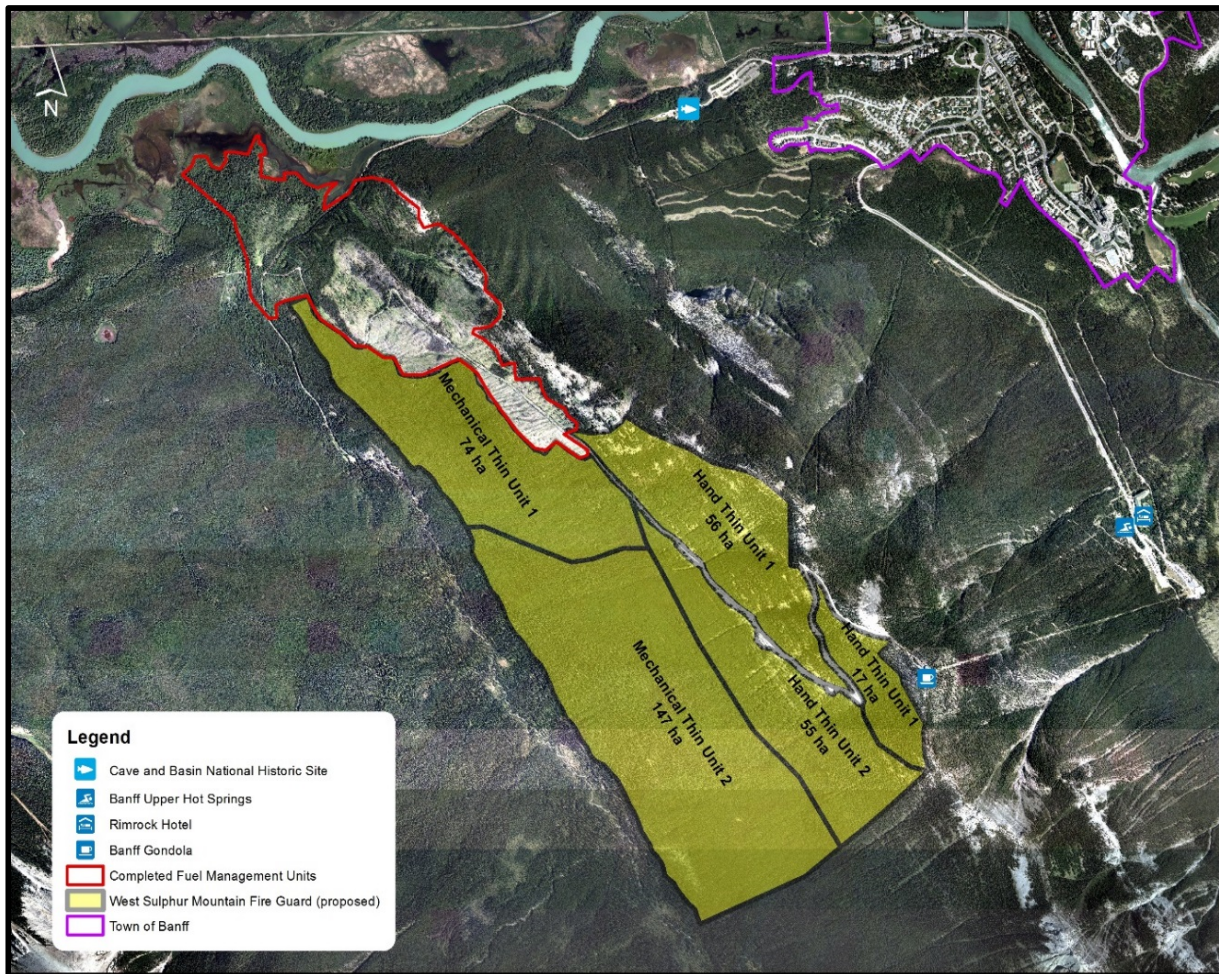 N
Mechanical Thin Unit 1
74 ha
Hand Thin Unit 1
56 ha
Hand Thin Unit 1
17 ha
Hand Thin Unit 2
55 ha
Mechanical Thin Unit 2
147 ha
Legend
Cave and Basin National Historic Site
Banff Upper Hot Springs
Rimrock Hotel
Banff Gondola
Completed Fuel Management Units
West Sulphur Mountain Fire Guard (proposed)
Town of Banff